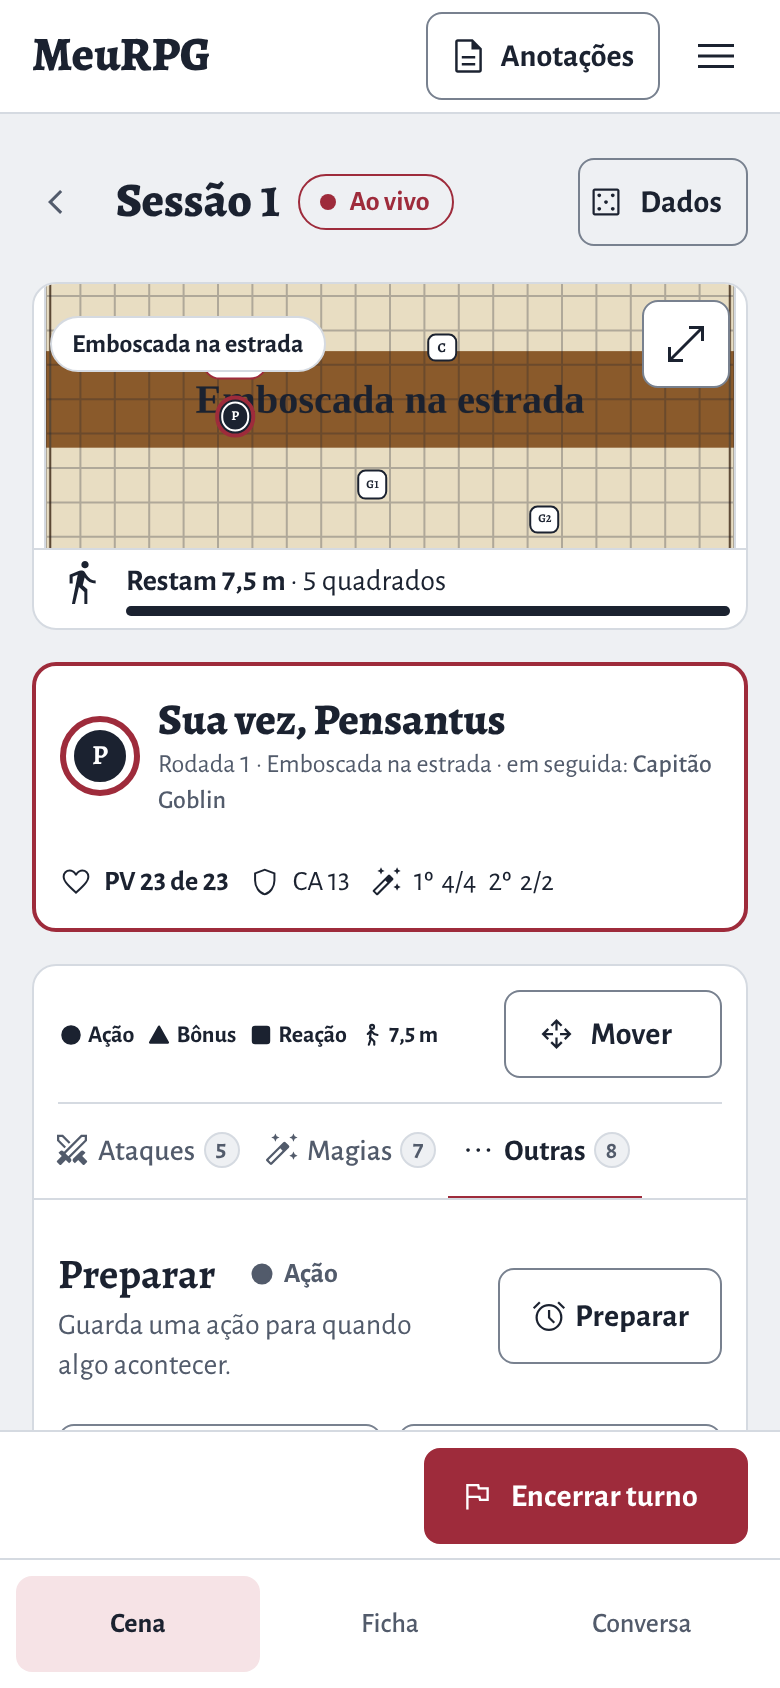 MeuRPG
Anotações
Sessão 1
Ao vivo
Dados
Emboscada na estrada
C
Emboscada na estrada
P
G1
G2
Restam 7,5 m · 5 quadrados
P
Sua vez, Pensantus
Rodada 1 · Emboscada na estrada · em seguida: Capitão
Goblin
PV 23 de 23
CA 13
1º 4/4 2º 2/2
Ação
Bônus
Reação
7,5 m
Mover
Ataques 5
Magias 7
Outras 8
Preparar
Ação
Guarda uma ação para quando
algo acontecer.
Preparar
Encerrar turno
Cena
Ficha
Conversa